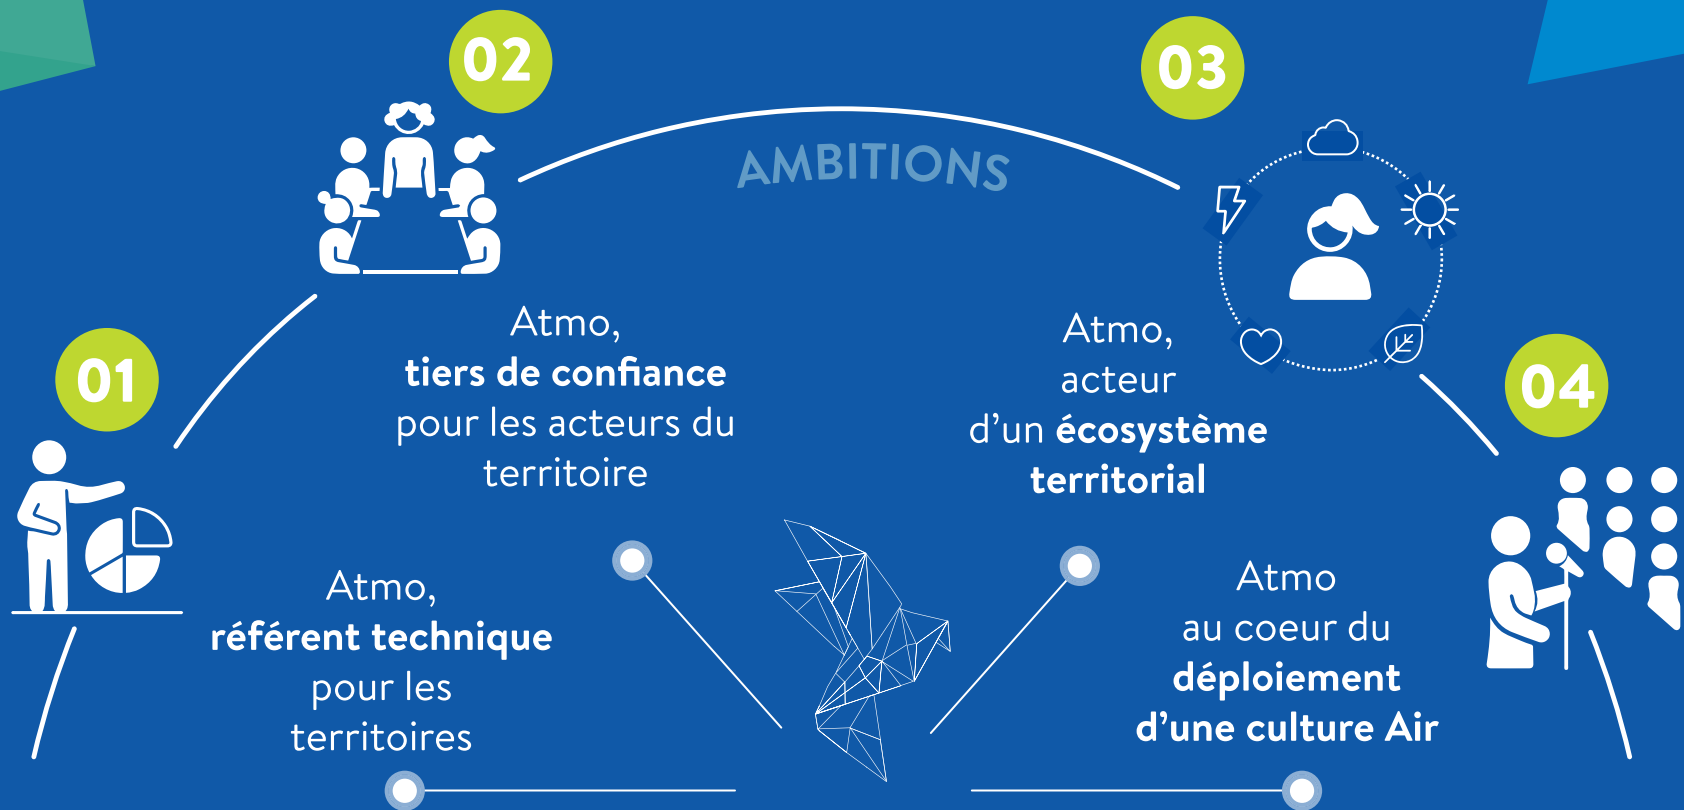 AMBITIONS
01
Atmo,
référent technique
pour les
territoires
02
Atmo,
tiers de confiance
pour les acteurs du
territoire
03
Atmo,
acteur
d'un écosystème
territorial
04
Atmo
au coeur du
déploiement
d'une culture Air